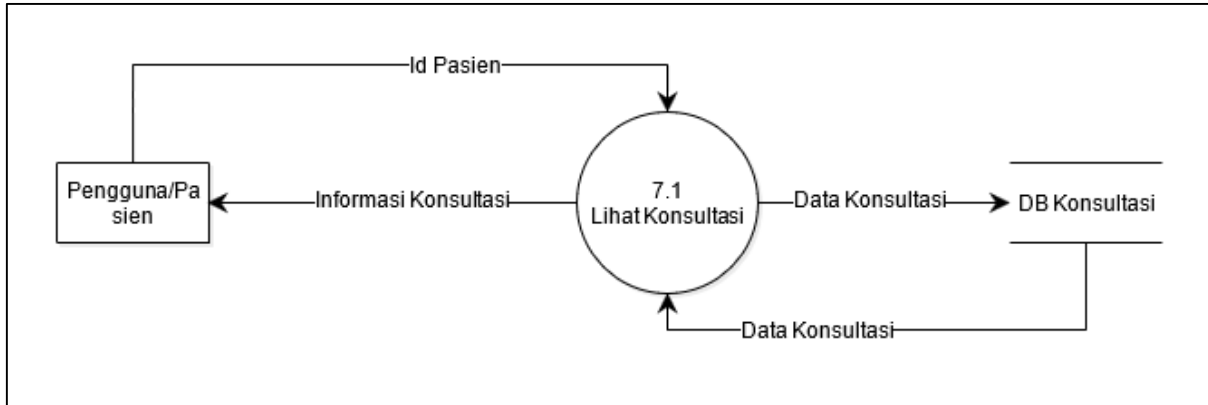 Id Pasien
Pengguna/Pa
sien
Informasi Konsultasi
7.1
Lihat Konsultasi
Data Konsultasi
DB Konsultasi
Data Konsultasi